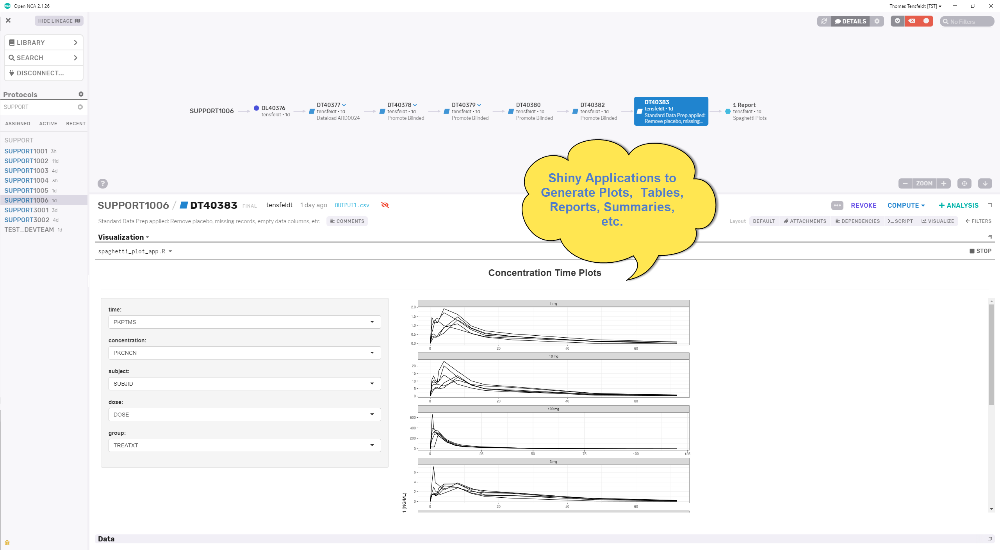 NCA Open NCA 2.1.26
Thomas Tensfeldt [TST]
HIDE LINEAGE
DETAILS
No Filters
LIBRARY
SEARCH
DISCONNECT...
Protocols
SUPPORT
ASSIGNED ACTIVE RECENT
SUPPORT
SUPPORT1001 3h
SUPPORT1002 11d
SUPPORT1003 4d
SUPPORT1004 3h
SUPPORT1005 1d
SUPPORT1006 1d
SUPPORT3001 3d
SUPPORT3002 4d
TEST_DEVTEAM 1d
SUPPORT1006
DL40376
tensfeldt • 1d
DT40377
tensfeldt • 1d
Dataload ARD0024
DT40378
tensfeldt • 1d
Promote Blinded
DT40379
tensfeldt • 1d
Promote Blinded
DT40380
tensfeldt • 1d
Promote Blinded
DT40382
tensfeldt • 1d
Promote Blinded
DT40383
tensfeldt • 1d
Standard Data Prep applied:
Remove placebo, missing...
1 Report
tensfeldt • 1d
Spaghetti Plots
Shiny Applications to
Generate Plots, Tables,
Reports, Summaries,
etc.
?
ZOOM
SUPPORT1006 / DT40383 FINAL tensfeldt 1 day ago OUTPUT1.csv
REVOKE COMPUTE + ANALYSIS
Standard Data Prep applied: Remove placebo, missing records, empty data columns, etc COMMENTS
Layout DEFAULT ATTACHMENTS DEPENDENCIES SCRIPT VISUALIZE FILTERS
Visualization
spaghetti_plot_app.R
STOP
Concentration Time Plots
time:
PKPTMS
concentration:
PKCNCN
subject:
SUBJID
dose:
DOSE
group:
TREATXT
1 mg
2.0
1.5
1.0
0.5
0.0
0 20 40 60
10 mg
20
15
10
5
0
0 20 40 60
100 mg
600
400
200
0
0 25 50 75 100 125
3 mg
6
4
2
0
0 20 40 60
1 (NG/ML)
Data